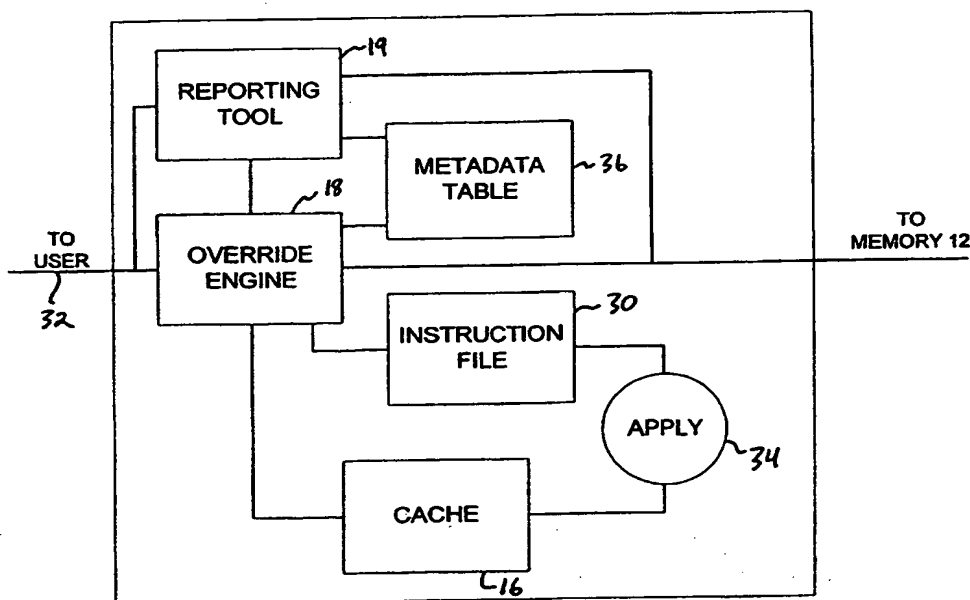 19
REPORTING
TOOL
METADATA
TABLE
36
18
TO
USER
32
OVERRIDE
ENGINE
TO
MEMORY 12
30
INSTRUCTION
FILE
APPLY
34
CACHE
16